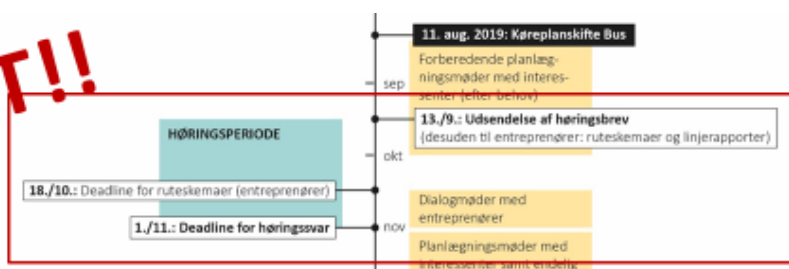 T!!
11. aug. 2019: Køreplanskifte Bus
Forberedende planlæg-
ningsmøder med interes-
senter (efter behov)
sep
13./9.: Udsendelse af høringsbrev
(desuden til entreprenører: ruteskemaer og linjerapporter)
HØRINGSPERIODE
okt
18./10.: Deadline for ruteskemaer (entreprenører)
Dialogmøder med
entreprenører
1./11.: Deadline for høringssvar
nov
Planlægningsmøder med
interessenter samt endelig